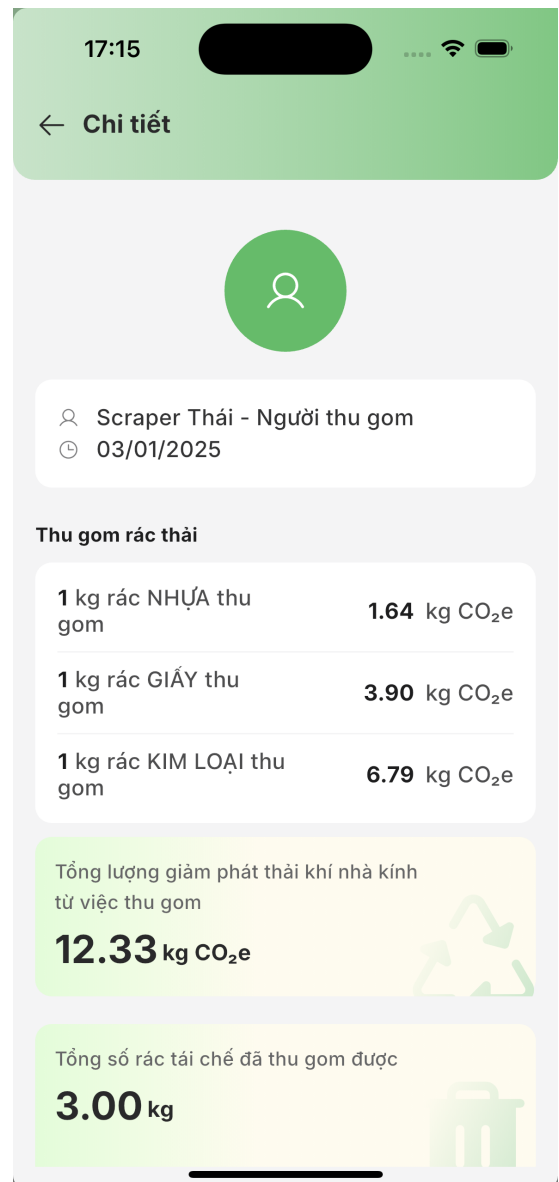 17:15
Chi tiết
Scraper Thái - Người thu gom
03/01/2025
Thu gom rác thải
1 kg rác NHỰA thu
gom
1.64 kg CO₂e
1 kg rác GIẤY thu
gom
3.90 kg CO₂e
1 kg rác KIM LOẠI thu
gom
6.79 kg CO₂e
Tổng lượng giảm phát thải khí nhà kính
từ việc thu gom
12.33 kg CO₂e
Tổng số rác tái chế đã thu gom được
3.00 kg